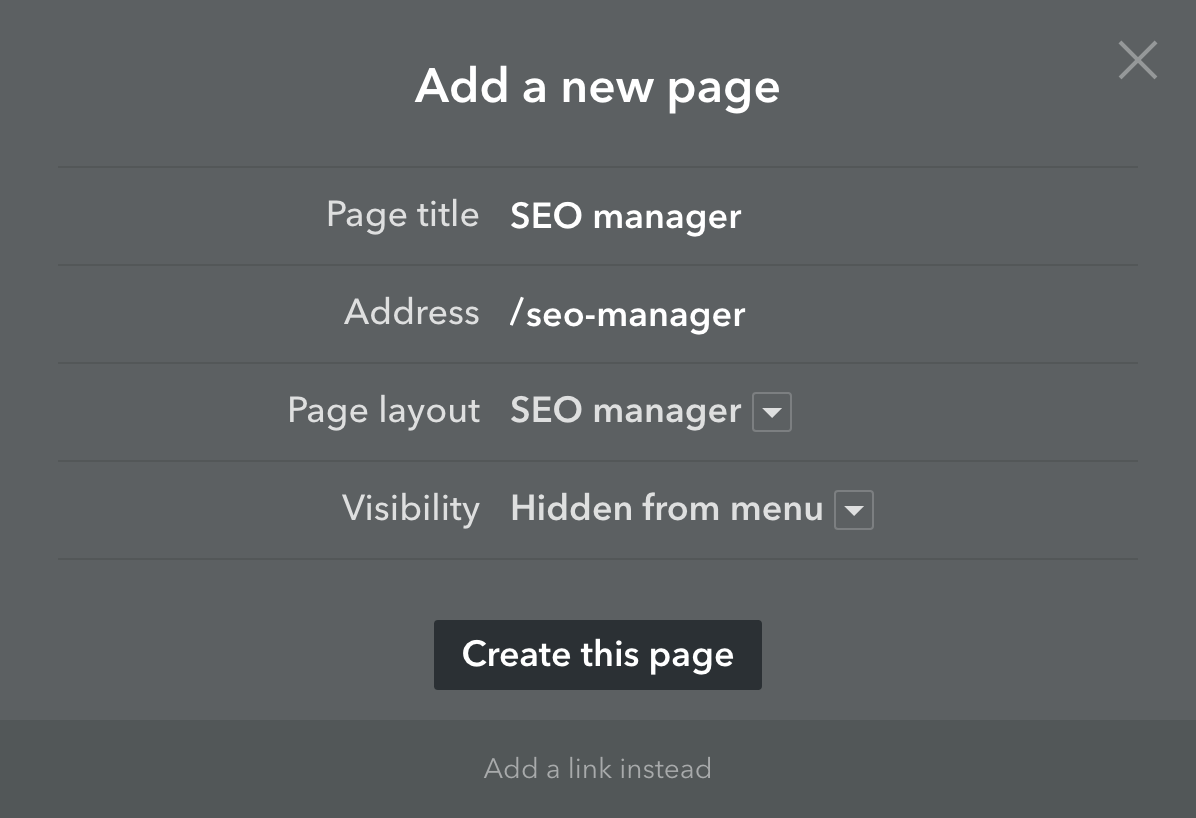 Add a new page
Page title SEO manager
Address /seo-manager
Page layout SEO manager
Visibility Hidden from menu
Create this page
Add a link instead